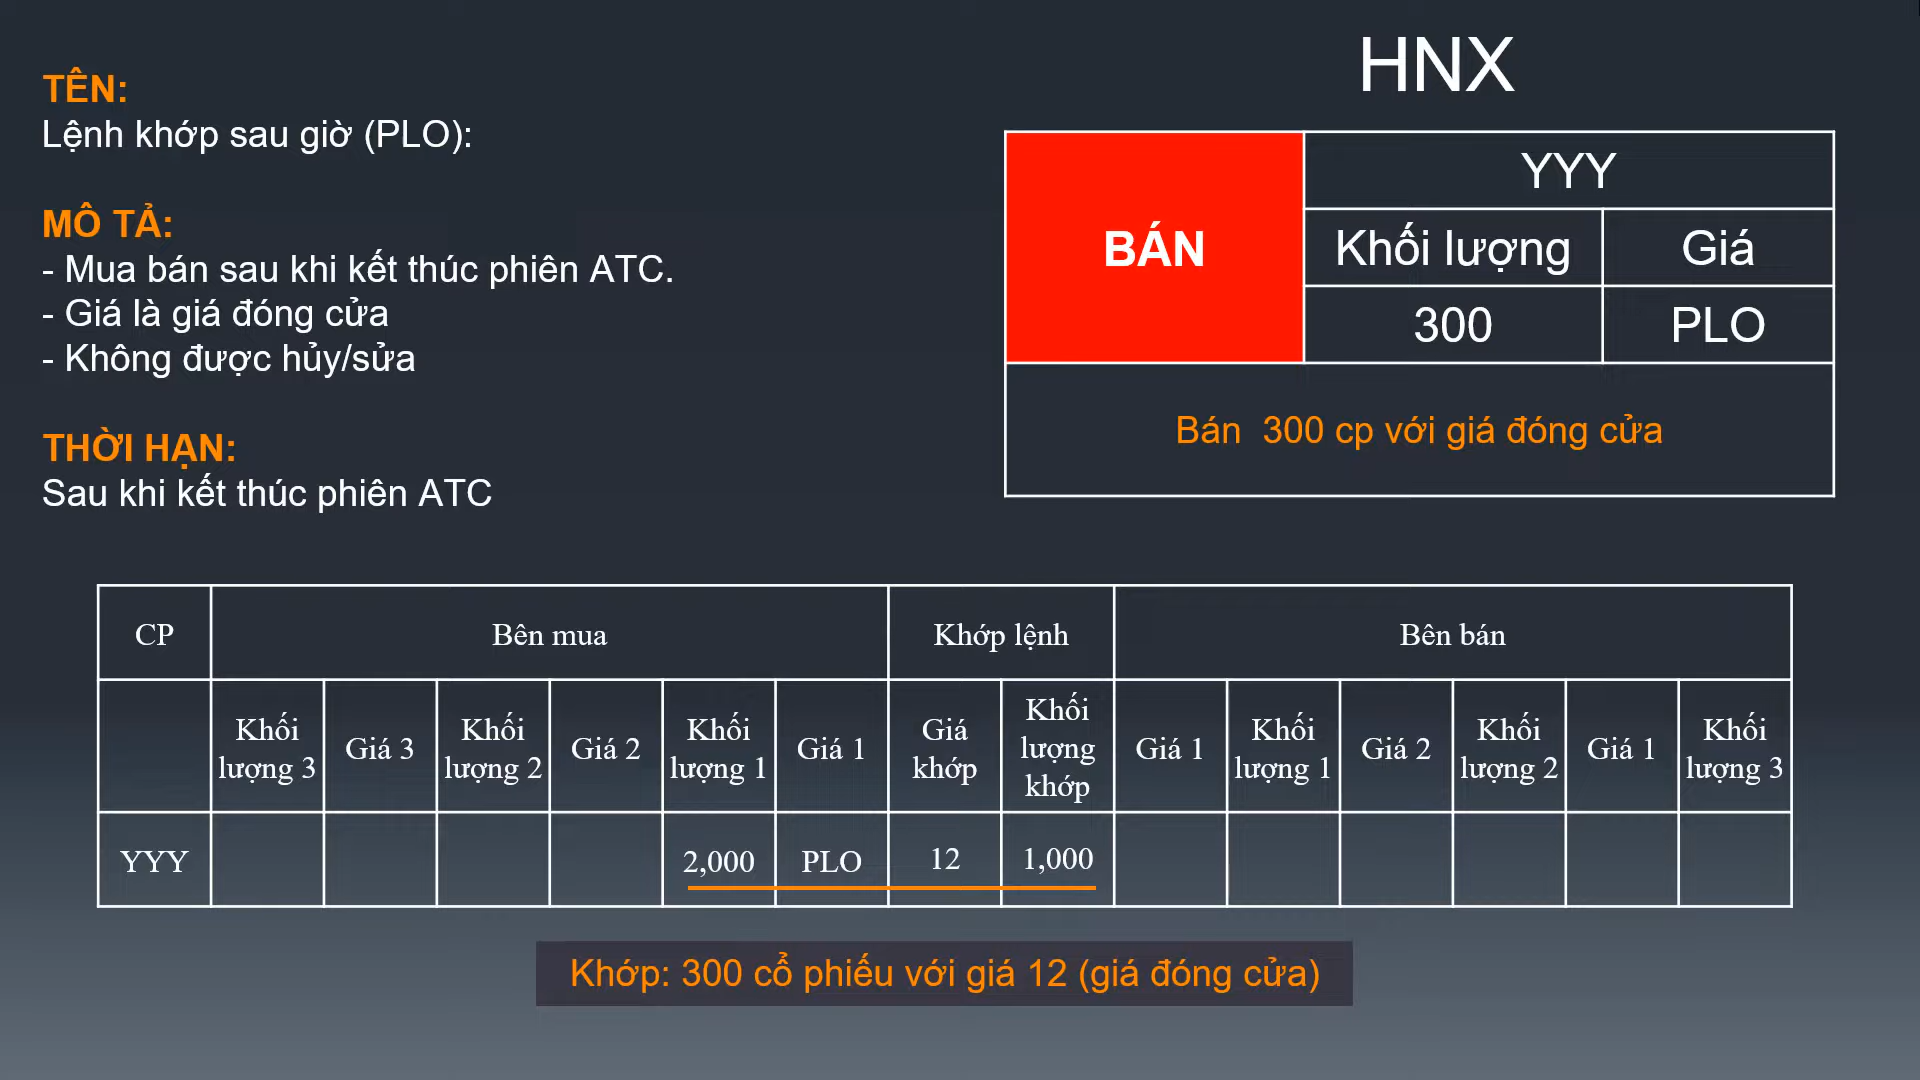 TÊN:
Lệnh khớp sau giờ (PLO):
MÔ TẢ:
- Mua bán sau khi kết thúc phiên ATC.
- Giá là giá đóng cửa
- Không được hủy/sửa
THỜI HẠN:
Sau khi kết thúc phiên ATC
HNX
BÁN
YYY
Khối lượng Giá
300 PLO
Bán 300 cp với giá đóng cửa
CP Bên mua Khớp lệnh Bên bán
Khối lượng 3 Giá 3 Khối lượng 2 Giá 2 Khối lượng 1 Giá 1 Giá khớp Khối lượng khớp Giá 1 Khối lượng 1 Giá 2 Khối lượng 2 Giá 1 Khối lượng 3
YYY 2,000 PLO 12 1,000
Khớp: 300 cổ phiếu với giá 12 (giá đóng cửa)